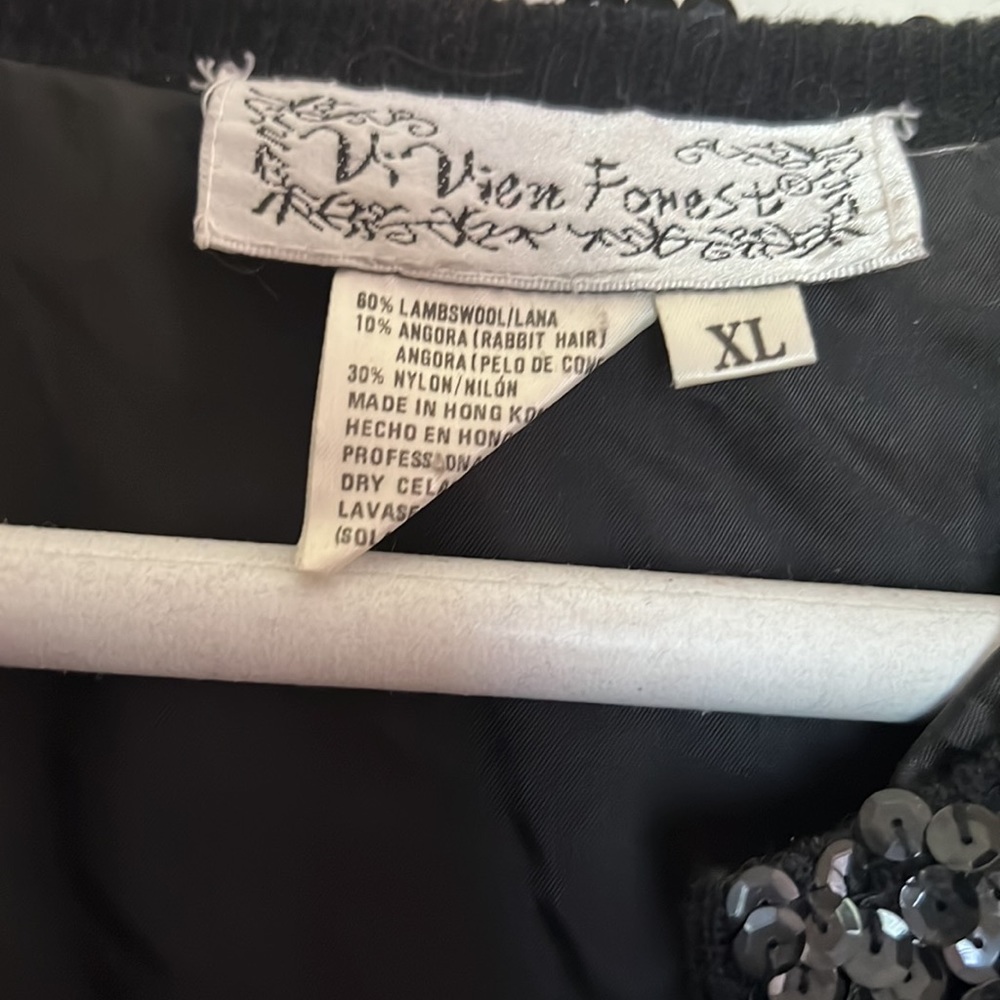 Vi Vien Forest®
60% LAMBSWOOL/LANA
10% ANGORA (RABBIT HAIR)
ANGORA (PELO DE
30% NYLON/NILÓN
MADE IN HONG
HECHO EN
DRY
XL